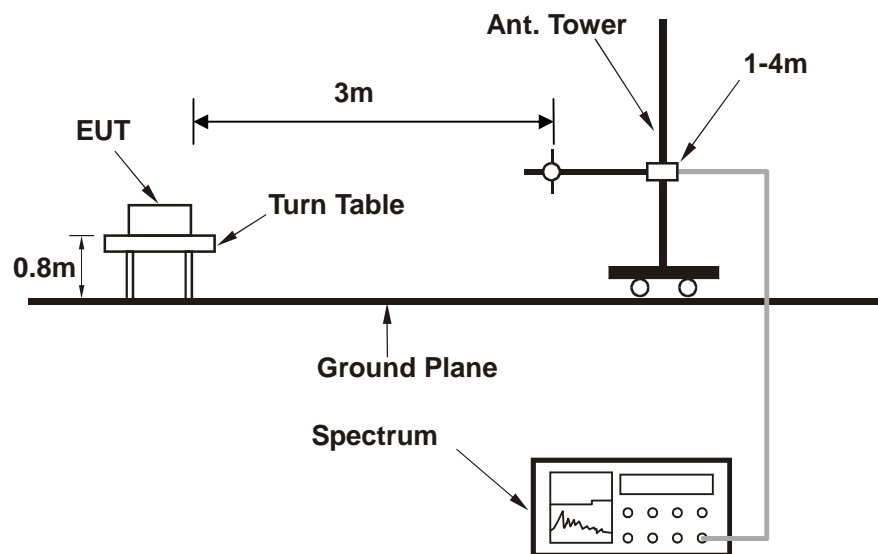 Ant. Tower
1-4m
3m
EUT
Turn Table
0.8m
Ground Plane
Spectrum